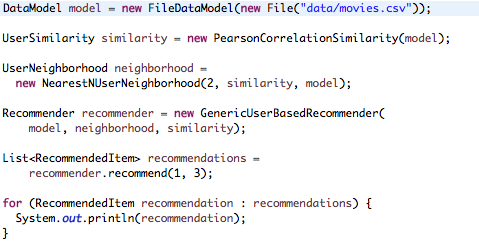 DataModel model = new FileDataModel(new File("data/movies.csv"));
UserSimilarity similarity = new PearsonCorrelationSimilarity(model);
UserNeighborhood neighborhood =
  new NearestNUserNeighborhood(2, similarity, model);
Recommender recommender = new GenericUserBasedRecommender(
    model, neighborhood, similarity);
List<RecommendedItem> recommendations =
    recommender.recommend(1, 3);
for (RecommendedItem recommendation : recommendations) {
  System.out.println(recommendation);
}